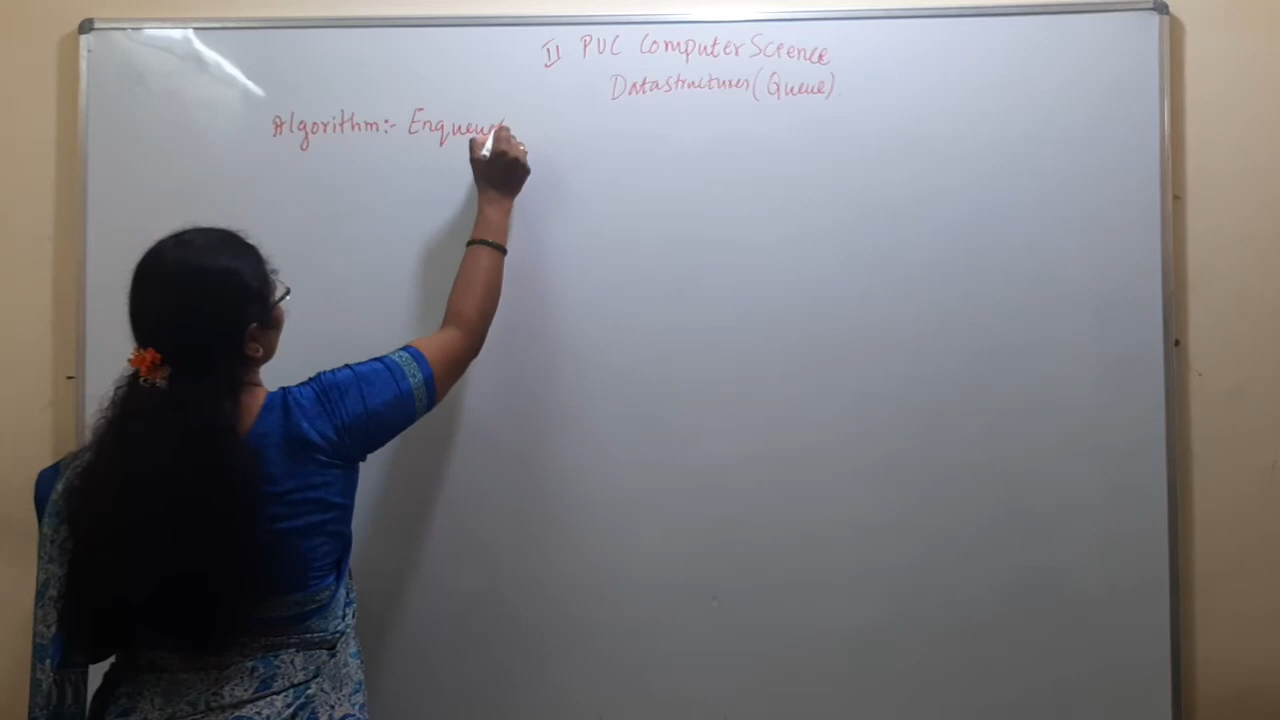 II PUC Computer Science
Datastructures (Queue).
Algorithm:- Enqueue